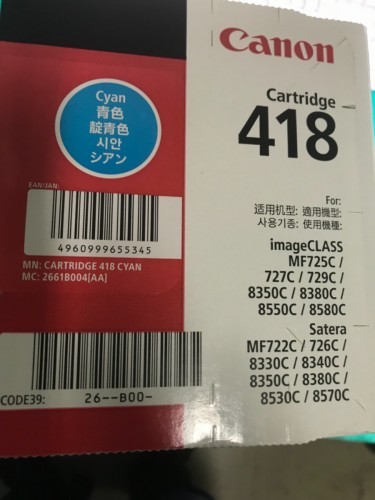 Canon
Cartridge
418
Cyan
青色
靛青色
시안
シアン
EAN/JAN:
4960999655345
MN: CARTRIDGE 418 CYAN
MC: 2661B004[AA]
For:
适用机型: 適用機型:
사용기종: 使用機種:
imageCLASS
MF725C /
727C / 729C /
8350C / 8380C /
8550C / 8580C
Satera
MF722C / 726C /
8330C / 8340C /
8350C / 8380C /
8530C / 8570C
CODE39:
26--B00-